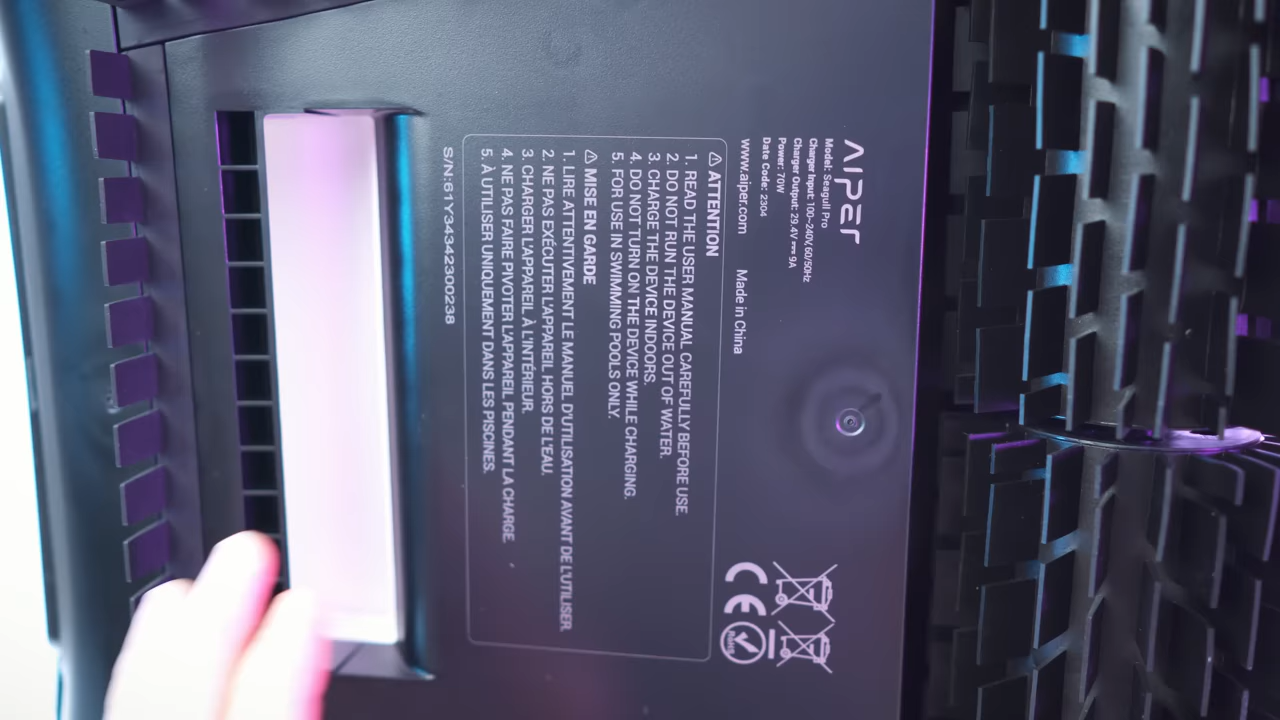 AIPER
Model: Seagull Pro
Charger Input: 100~240V, 60/50Hz
Charger Output: 29.4V⎓9A
Power: 70W
Date Code: 2304
www.aiper.com Made in China
⚠ ATTENTION
1. READ THE USER MANUAL CAREFULLY BEFORE USE.
2. DO NOT RUN THE DEVICE OUT OF WATER.
3. CHARGE THE DEVICE INDOORS.
4. DO NOT TURN ON THE DEVICE WHILE CHARGING.
5. FOR USE IN SWIMMING POOLS ONLY.
⚠ MISE EN GARDE
1. LIRE ATTENTIVEMENT LE MANUEL D'UTILISATION AVANT DE L'UTILISER.
2. NE PAS EXÉCUTER L'APPAREIL HORS DE L'EAU.
3. CHARGER L'APPAREIL À L'INTÉRIEUR.
4. NE PAS FAIRE PIVOTER L'APPAREIL PENDANT LA CHARGE.
5. À UTILISER UNIQUEMENT DANS LES PISCINES.
S/N:61Y34342300238
CE
RoHS